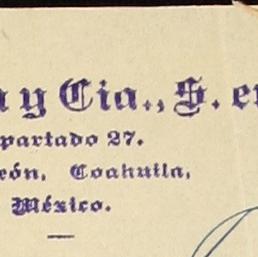 a y Cia., S. en
partado 27.
eón, Coahuila,
México.